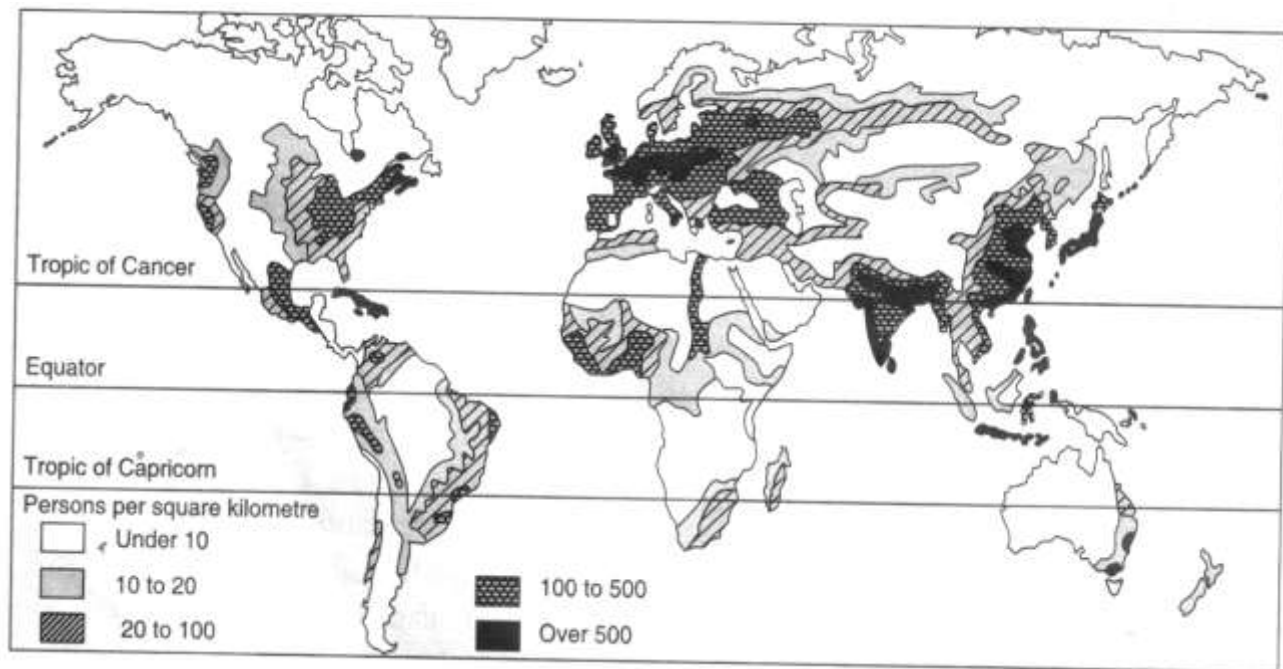 Tropic of Cancer
Equator
Tropic of Capricorn
Persons per square kilometre
Under 10
10 to 20
20 to 100
100 to 500
Over 500